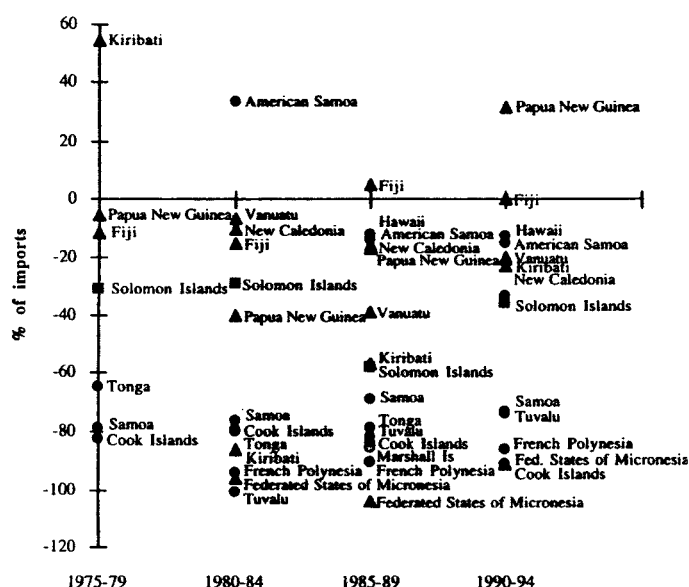 60
Kiribati
40
American Samoa
Papua New Guinea
20
Fiji
0
Fiji
Papua New Guinea
Vanuatu
Hawaii
Hawaii
Fiji
New Caledonia
American Samoa
American Samoa
Fiji
New Caledonia
Vanuatu
-20
Papua New Guinea
Kiribati
New Caledonia
Solomon Islands
Solomon Islands
Solomon Islands
-40
Papua New Guinea
Vanuatu
% of imports
Kiribati
-60
Solomon Islands
Tonga
Samoa
Samoa
Tuvalu
Samoa
Samoa
Tonga
-80
Cook Islands
Cook Islands
Tuvalu
Tonga
Cook Islands
French Polynesia
Kiribati
Marshall Is
Fed. States of Micronesia
French Polynesia
French Polynesia
Cook Islands
-100
Federated States of Micronesia
Tuvalu
Federated States of Micronesia
-120
1975-79
1980-84
1985-89
1990-94